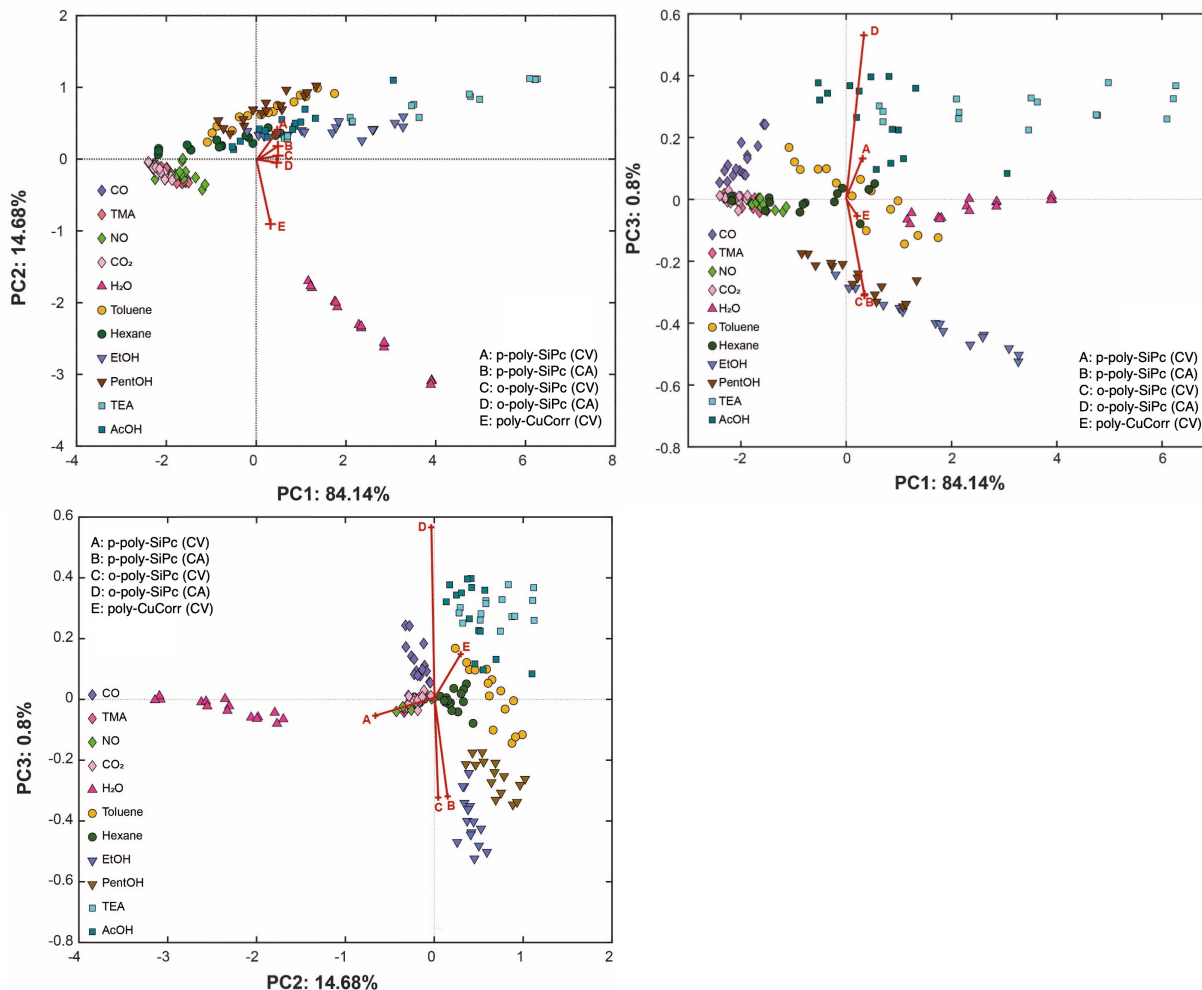 2
1
0
-1
-2
-3
-4
-4
-2
0
2
4
6
8
PC2: 14.68%
PC1: 84.14%
A
B
C
D
E
CO
TMA
NO
CO₂
H₂O
Toluene
Hexane
EtOH
PentOH
TEA
AcOH
A: p-poly-SiPc (CV)
B: p-poly-SiPc (CA)
C: o-poly-SiPc (CV)
D: o-poly-SiPc (CA)
E: poly-CuCorr (CV)
0.6
0.4
0.2
0
-0.2
-0.4
-0.6
-0.8
-2
0
2
4
6
PC3: 0.8%
PC1: 84.14%
D
A
E
C B
CO
TMA
NO
CO₂
H₂O
Toluene
Hexane
EtOH
PentOH
TEA
AcOH
A: p-poly-SiPc (CV)
B: p-poly-SiPc (CA)
C: o-poly-SiPc (CV)
D: o-poly-SiPc (CA)
E: poly-CuCorr (CV)
0.6
0.4
0.2
0
-0.2
-0.4
-0.6
-0.8
-4
-3
-2
-1
0
1
2
PC3: 0.8%
PC2: 14.68%
A: p-poly-SiPc (CV)
B: p-poly-SiPc (CA)
C: o-poly-SiPc (CV)
D: o-poly-SiPc (CA)
E: poly-CuCorr (CV)
D
E
A
C B
CO
TMA
NO
CO₂
H₂O
Toluene
Hexane
EtOH
PentOH
TEA
AcOH